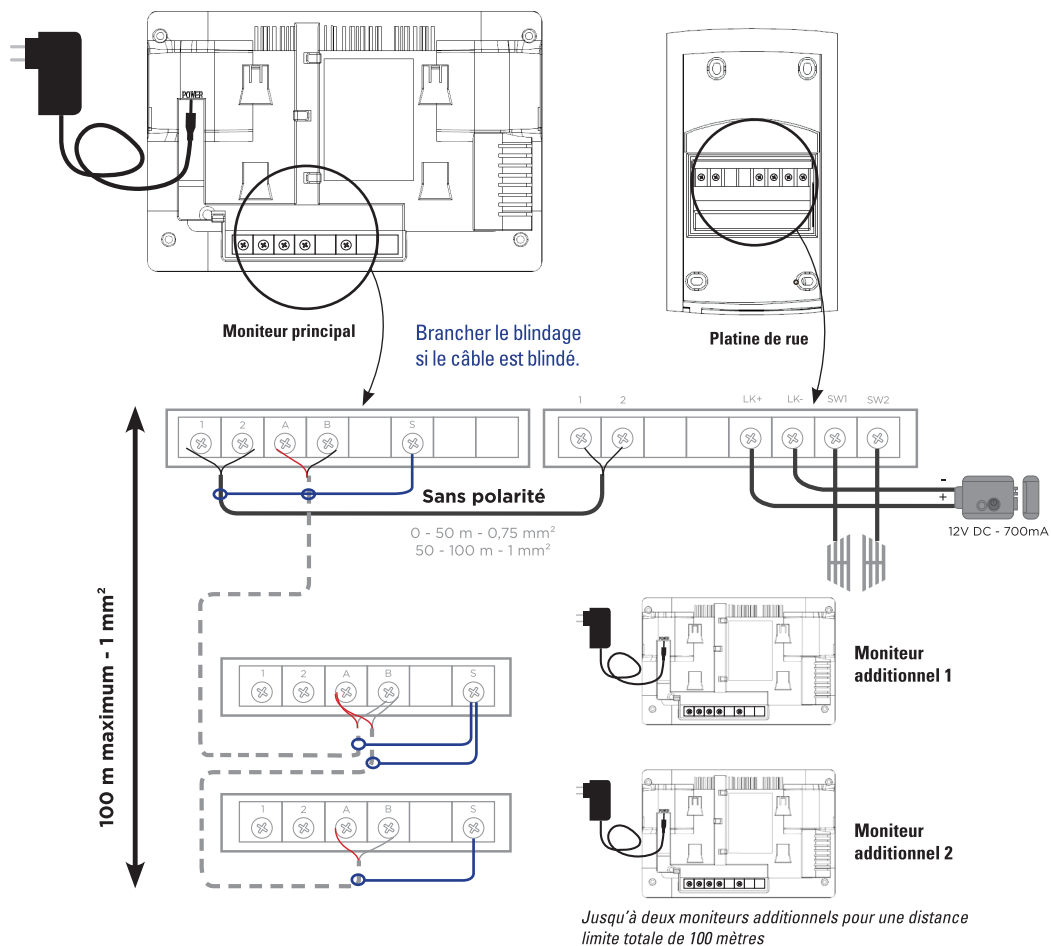 POWER
Moniteur principal
Brancher le blindage
si le câble est blindé.
Platine de rue
1 2 A B S
1 2 LK+ LK- SW1 SW2
Sans polarité
0 - 50 m - 0,75 mm²
50 - 100 m - 1 mm²
-
+
12V DC - 700mA
100 m maximum - 1 mm²
1 2 A B S
POWER
Moniteur
additionnel 1
1 2 A B S
POWER
Moniteur
additionnel 2
Jusqu'à deux moniteurs additionnels pour une distance
limite totale de 100 mètres